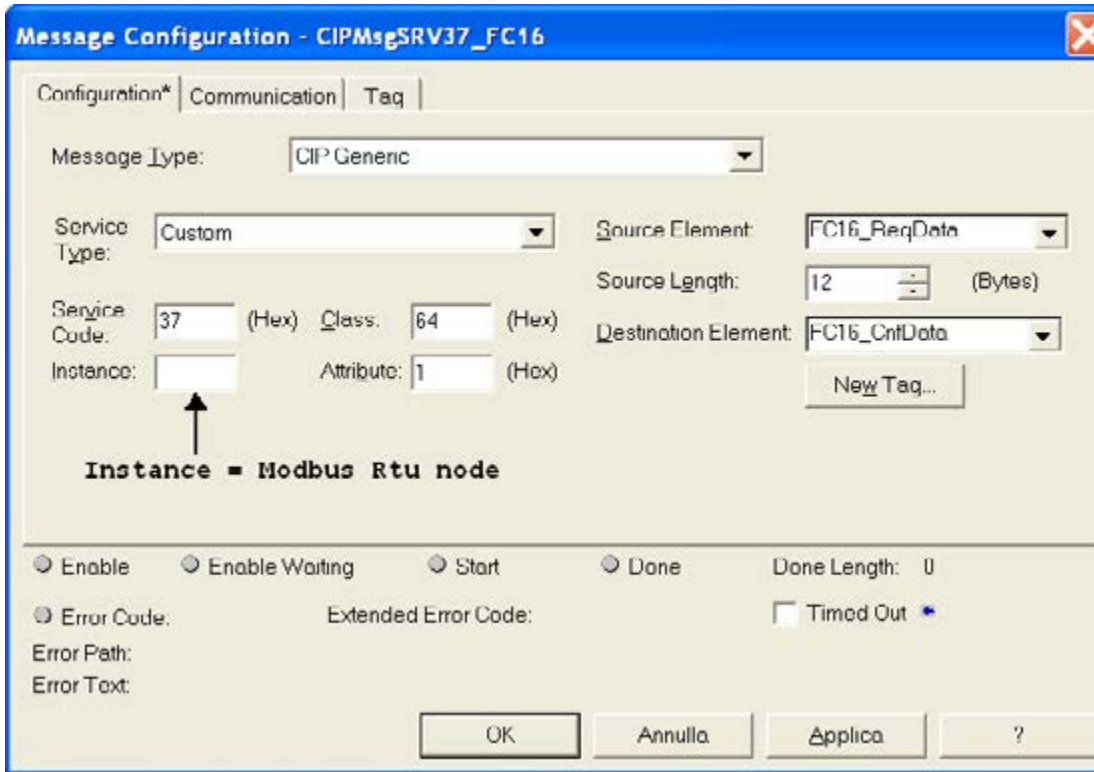 Message Configuration - CIPMsgSRV37_FC16
Configuration* Communication Tag
Message Type: CIP Generic
Service Type: Custom
Source Element: FC16_ReqData
Source Length: 12 (Bytes)
Service Code: 37 (Hex) Class: 64 (Hex)
Destination Element: FC16_CnfData
Instance: Attribute: 1 (Hex)
New Tag...
Instance = Modbus Rtu node
Enable Enable Waiting Start Done Done Length: 0
Error Code: Extended Error Code: Timed Out
Error Path:
Error Text:
OK Annulla Applica ?